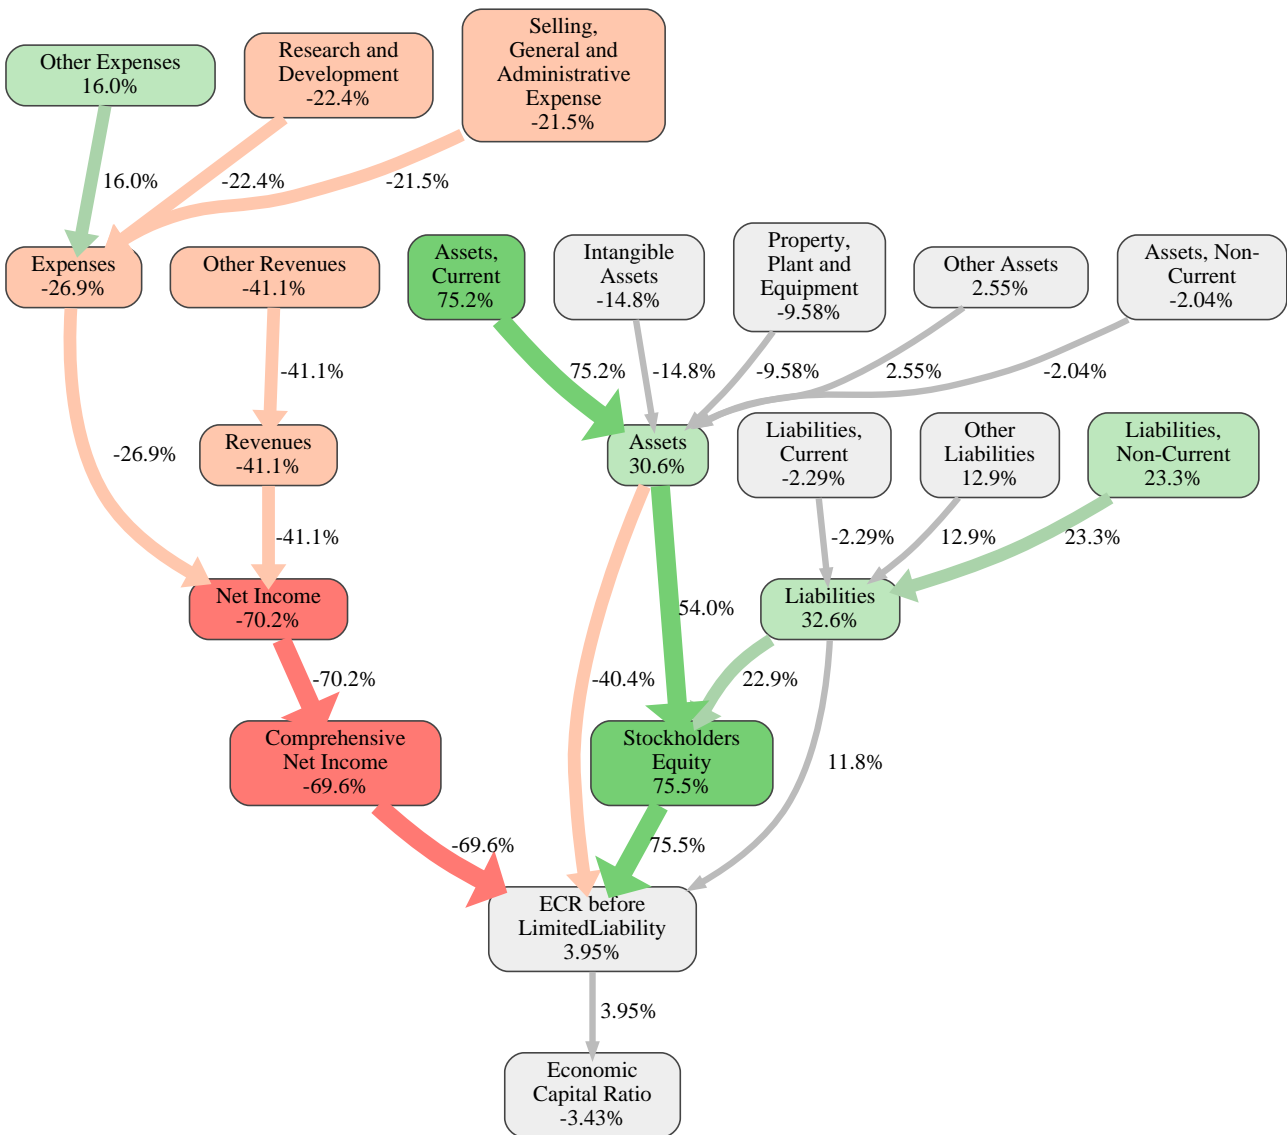 Other Expenses
16.0%
Research and
Development
-22.4%
Selling,
General and
Administrative
Expense
-21.5%
16.0%
-22.4%
-21.5%
Expenses
-26.9%
Other Revenues
-41.1%
Assets,
Current
75.2%
Intangible
Assets
-14.8%
Property,
Plant and
Equipment
-9.58%
Other Assets
2.55%
Assets, Non-
Current
-2.04%
-41.1%
75.2%
-14.8%
-9.58%
2.55%
-2.04%
-26.9%
Revenues
-41.1%
Assets
30.6%
Liabilities,
Current
-2.29%
Other
Liabilities
12.9%
Liabilities,
Non-Current
23.3%
-41.1%
-2.29%
12.9%
23.3%
Net Income
-70.2%
54.0%
Liabilities
32.6%
-70.2%
-40.4%
22.9%
Comprehensive
Net Income
-69.6%
Stockholders
Equity
75.5%
11.8%
-69.6%
75.5%
ECR before
LimitedLiability
3.95%
3.95%
Economic
Capital Ratio
-3.43%